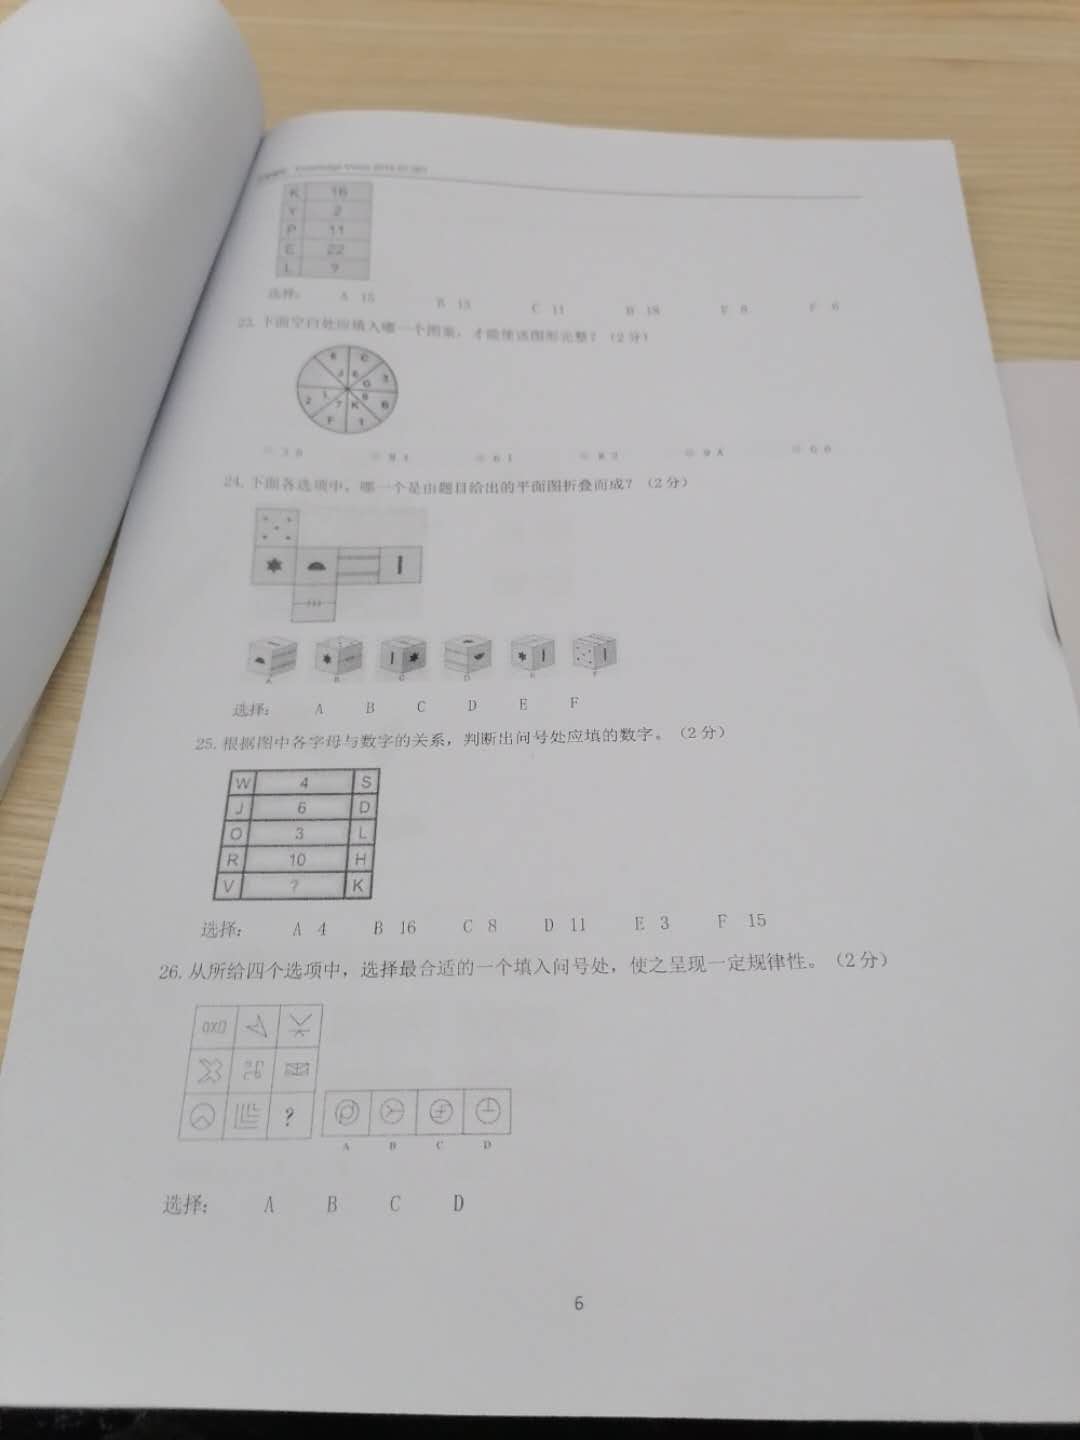 K 16
Y 2
P 11
E 22
L ?
选择： A 15 B 13 C 11 D 18 E 8 F 6
23. 下面空白处应填入哪一个图案，才能使该图形完整？（2分）
24. 下面各选项中，哪一个是由题目给出的平面图折叠而成？（2分）
A B C D E F
选择： A B C D E F
25. 根据图中各字母与数字的关系，判断出问号处应填的数字。（2分）
W 4 S
J 6 D
O 3 L
R 10 H
V ? K
选择： A 4 B 16 C 8 D 11 E 3 F 15
26. 从所给四个选项中，选择最合适的一个填入问号处，使之呈现一定规律性。（2分）
?
A B C D
选择： A B C D
6